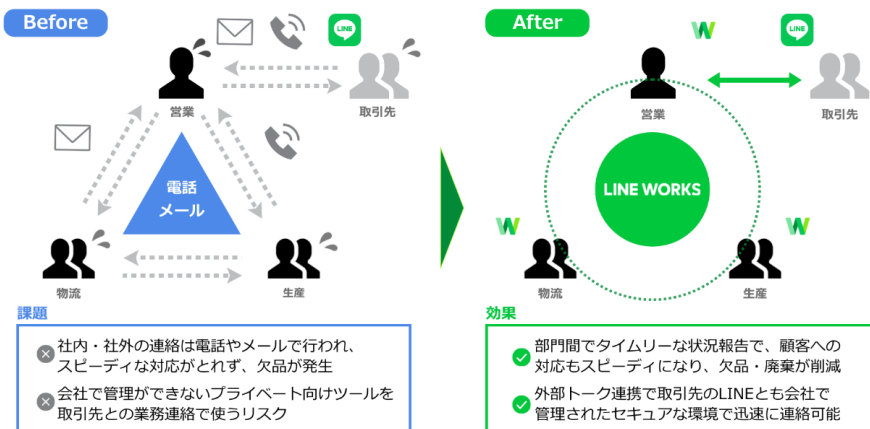 Before
LINE
営業
取引先
電話
メール
物流
生産
課題
社内・社外の連絡は電話やメールで行われ、
スピーディな対応がとれず、欠品が発生
会社で管理ができないプライベート向けツールを
取引先との業務連絡で使うリスク
After
LINE
営業
取引先
LINE WORKS
物流
生産
効果
部門間でタイムリーな状況報告で、顧客への
対応もスピーディになり、欠品・廃棄が削減
外部トーク連携で取引先のLINEとも会社で
管理されたセキュアな環境で迅速に連絡可能